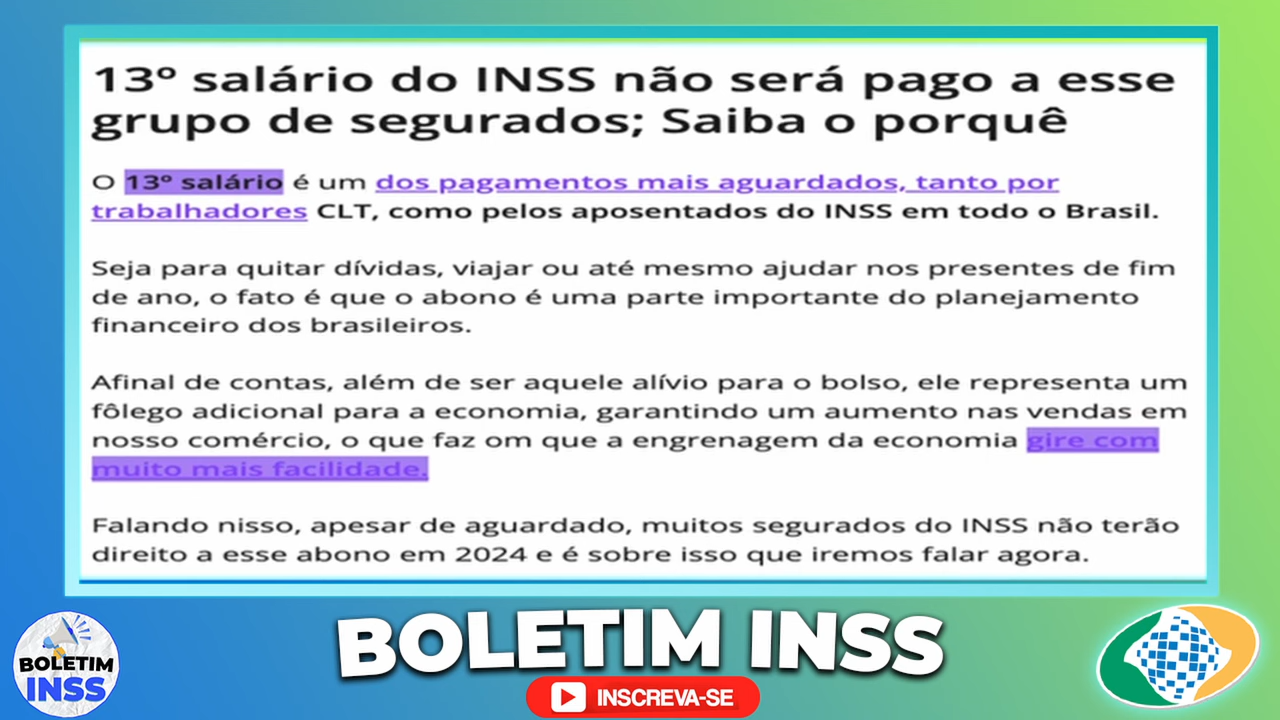 13º salário do INSS não será pago a esse
grupo de segurados; Saiba o porquê
O 13º salário é um dos pagamentos mais aguardados, tanto por
trabalhadores CLT, como pelos aposentados do INSS em todo o Brasil.
Seja para quitar dívidas, viajar ou até mesmo ajudar nos presentes de fim
de ano, o fato é que o abono é uma parte importante do planejamento
financeiro dos brasileiros.
Afinal de contas, além de ser aquele alívio para o bolso, ele representa um
fôlego adicional para a economia, garantindo um aumento nas vendas em
nosso comércio, o que faz om que a engrenagem da economia gire com
muito mais facilidade.
Falando nisso, apesar de aguardado, muitos segurados do INSS não terão
direito a esse abono em 2024 e é sobre isso que iremos falar agora.
BOLETIM
INSS
BOLETIM INSS
INSCREVA-SE